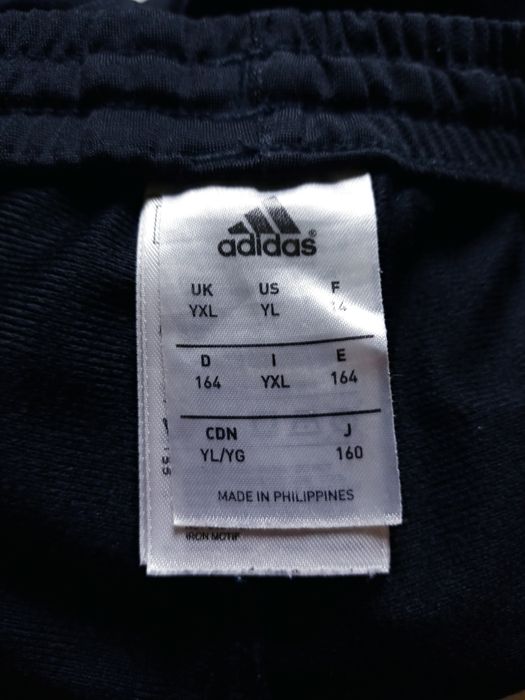 adidas®
UK US F
YXL YL 14
D I E
164 YXL 164
CDN J
YL/YG 160
MADE IN PHILIPPINES
IRON MOTIF